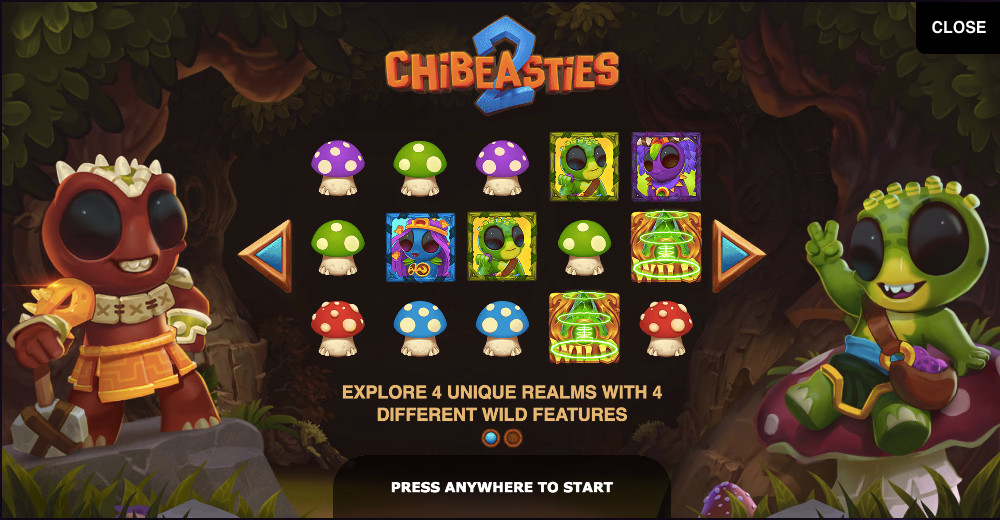 CLOSE
2
CHIBEASTIES
EXPLORE 4 UNIQUE REALMS WITH 4
DIFFERENT WILD FEATURES
PRESS ANYWHERE TO START